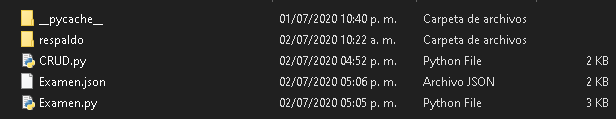 __pycache__ 01/07/2020 10:40 p. m. Carpeta de archivos
respaldo 02/07/2020 10:22 a. m. Carpeta de archivos
CRUD.py 02/07/2020 04:52 p. m. Python File 2 KB
Examen.json 02/07/2020 05:06 p. m. Archivo JSON 2 KB
Examen.py 02/07/2020 05:05 p. m. Python File 3 KB